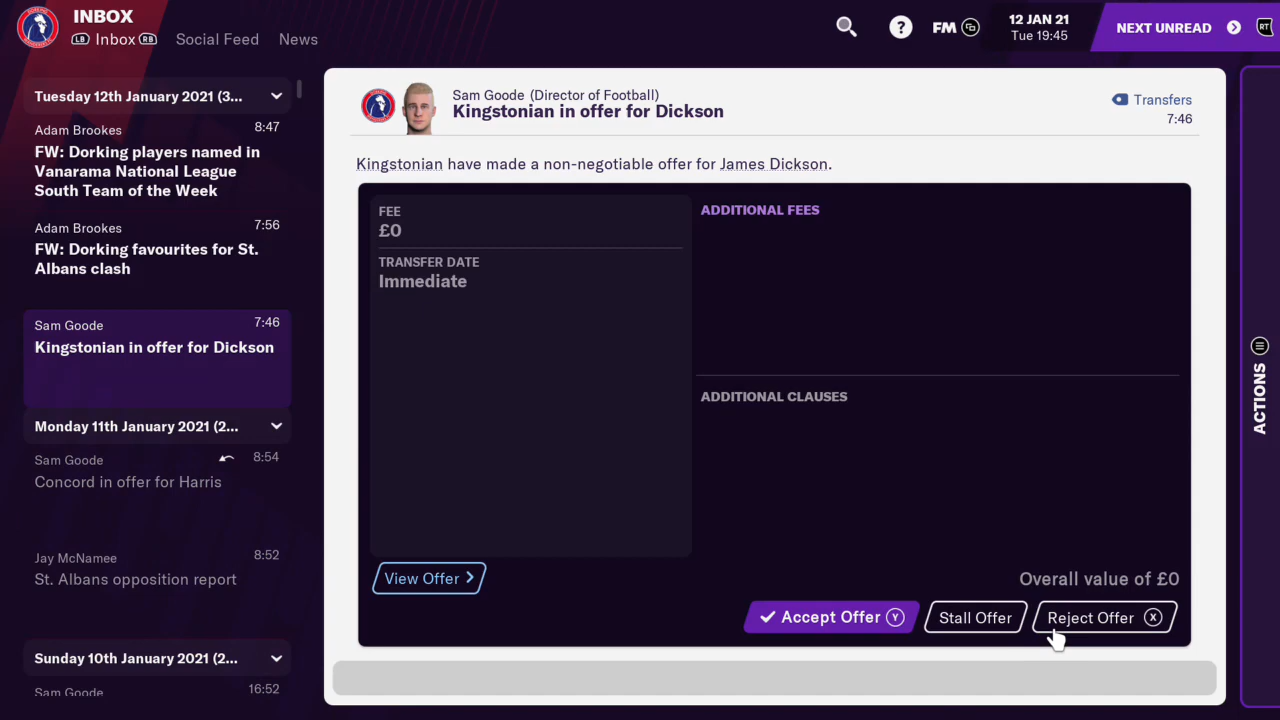 INBOX
LB Inbox RB Social Feed News
FM
12 JAN 21
Tue 19:45
NEXT UNREAD RT
Tuesday 12th January 2021 (3...
Adam Brookes 8:47
FW: Dorking players named in
Vanarama National League
South Team of the Week
Adam Brookes 7:56
FW: Dorking favourites for St.
Albans clash
Sam Goode 7:46
Kingstonian in offer for Dickson
Monday 11th January 2021 (2...
Sam Goode 8:54
Concord in offer for Harris
Jay McNamee 8:52
St. Albans opposition report
Sunday 10th January 2021 (2...
Sam Goode 16:52
Sam Goode (Director of Football)
Kingstonian in offer for Dickson
Transfers
7:46
Kingstonian have made a non-negotiable offer for James Dickson.
FEE
£0
TRANSFER DATE
Immediate
ADDITIONAL FEES
ADDITIONAL CLAUSES
View Offer
Overall value of £0
Accept Offer Y Stall Offer Reject Offer X
ACTIONS